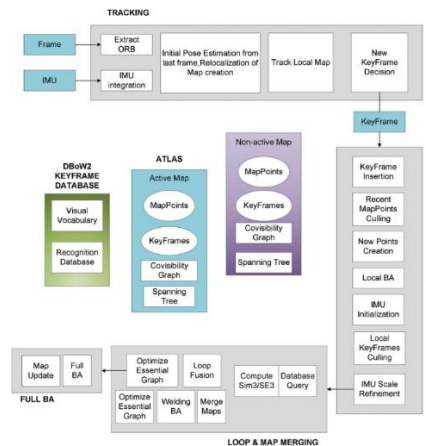 TRACKING
Frame
Extract
ORB
IMU
IMU
integration
Initial Pose Estimation from
last frame,Relocalization of
Map creation
Track Local Map
New
KeyFrame
Decision
KeyFrame
DBoW2
KEYFRAME
DATABASE
Visual
Vocabulary
Recognition
Database
ATLAS
Active Map
MapPoints
KeyFrames
Covisibility
Graph
Spanning
Tree
Non-active Map
MapPoints
KeyFrames
Covisibility
Graph
Spanning Tree
KeyFrame
Insertion
Recent
MapPoints
Culling
New Points
Creation
Local BA
IMU
Initialization
Local
KeyFrames
Culling
IMU Scale
Refinement
Map
Update
Full
BA
FULL BA
Optimize
Essential
Graph
Loop
Fusion
Compute
Sim3/SE3
Database
Query
Optimize
Essential
Graph
Welding
BA
Merge
Maps
LOOP & MAP MERGING